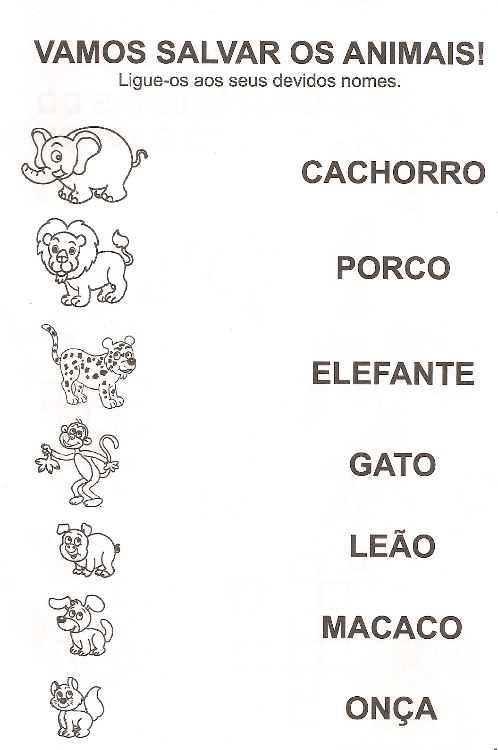 VAMOS SALVAR OS ANIMAIS!
Ligue-os aos seus devidos nomes.
CACHORRO
PORCO
ELEFANTE
GATO
LEÃO
MACACO
ONÇA